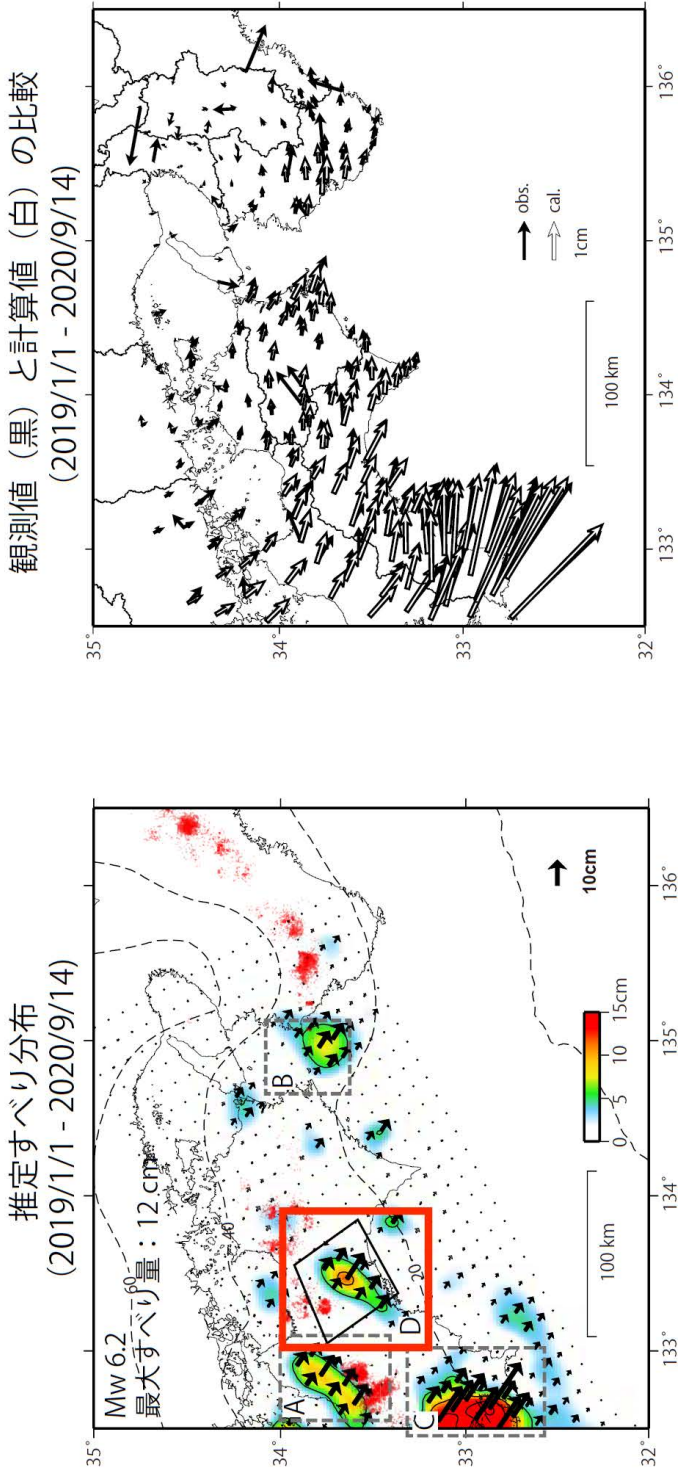 推定すべり分布
(2019/1/1 - 2020/9/14)
Mw 6.2
最大すべり量：12 cm
60
40
20
A
B
C
D
100 km
0 5 10 15cm
10cm
35°
34°
33°
32°
133° 134° 135° 136°
観測値（黒）と計算値（白）の比較
(2019/1/1 - 2020/9/14)
obs.
cal.
1cm
100 km
35°
34°
33°
32°
133° 134° 135° 136°